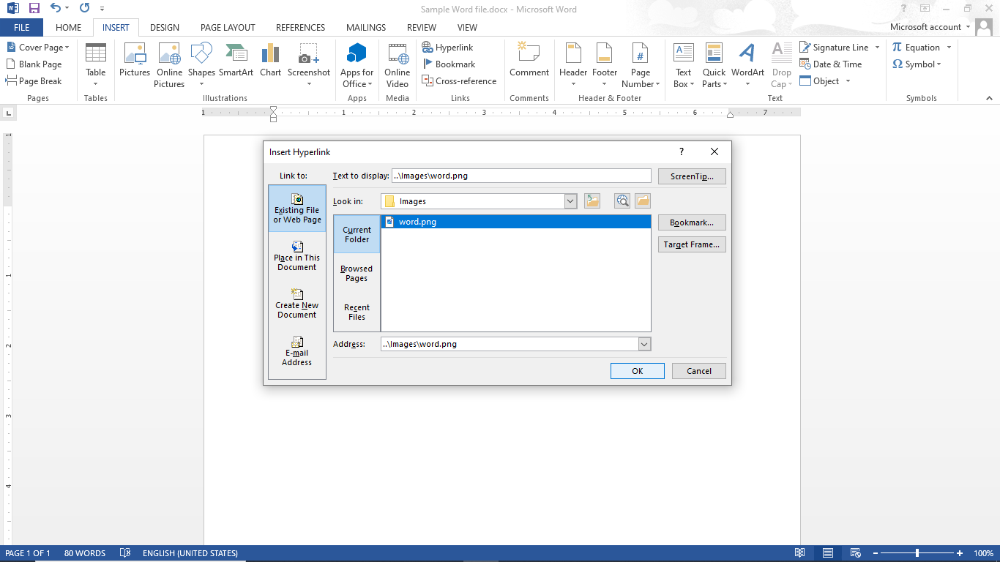 Sample Word file.docx - Microsoft Word
FILE
HOME
INSERT
DESIGN
PAGE LAYOUT
REFERENCES
MAILINGS
REVIEW
VIEW
Microsoft account
Cover Page
Blank Page
Page Break
Pages
Table
Tables
Pictures
Online
Pictures
Shapes
SmartArt
Chart
Screenshot
Illustrations
Apps for
Office
Apps
Online
Video
Media
Hyperlink
Bookmark
Cross-reference
Links
Comment
Comments
Header
Footer
Page
Number
Header & Footer
Text
Box
Quick
Parts
WordArt
Drop
Cap
Signature Line
Date & Time
Object
Text
Equation
Symbol
Symbols
1 1 2 3 4 5 6 7
Insert Hyperlink
Link to:
Existing File
or Web Page
Place in This
Document
Create New
Document
E-mail
Address
Text to display: ..\Images\word.png
ScreenTip...
Look in: Images
Current
Folder
Browsed
Pages
Recent
Files
word.png
Bookmark...
Target Frame...
Address: ..\Images\word.png
OK
Cancel
1
1
2
3
4
PAGE 1 OF 1
80 WORDS
ENGLISH (UNITED STATES)
100%